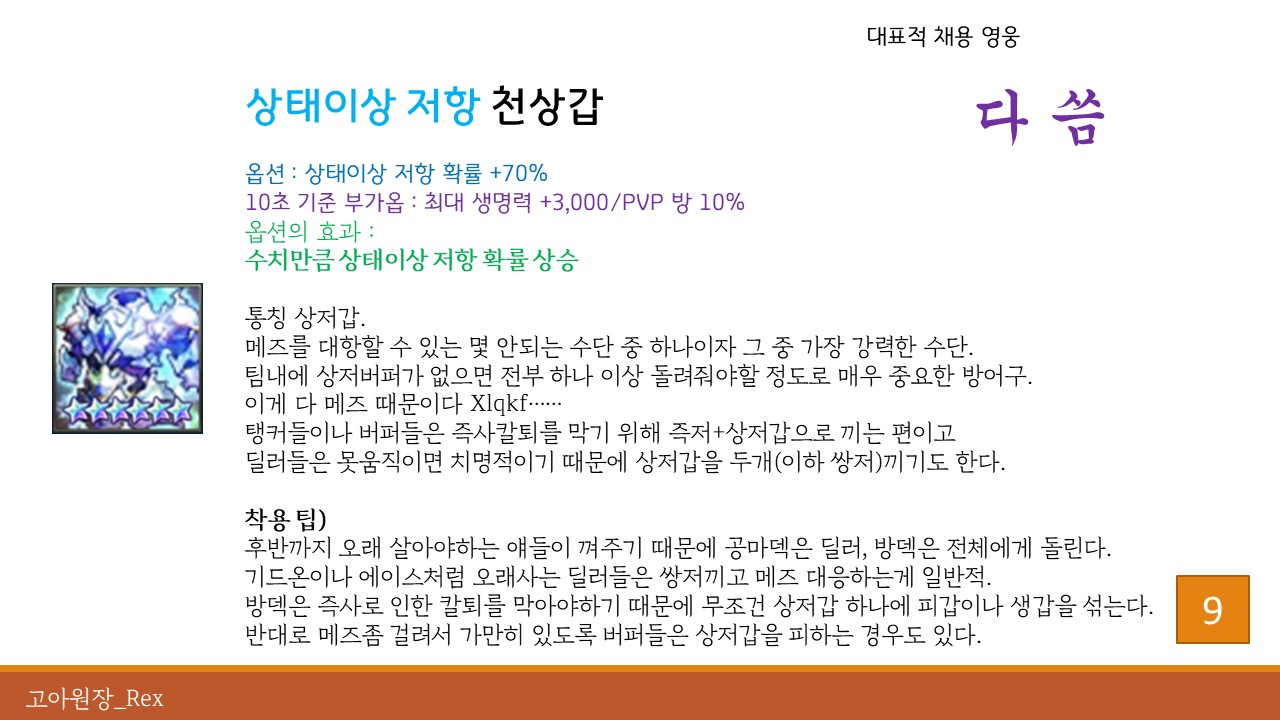 대표적 채용 영웅
상태이상 저항 천상갑
다 씀
옵션 : 상태이상 저항 확률 +70%
10초 기준 부가옵 : 최대 생명력 +3,000/PVP 방 10%
옵션의 효과 :
수치만큼 상태이상 저항 확률 상승
통칭 상저갑.
메즈를 대항할 수 있는 몇 안되는 수단 중 하나이자 그 중 가장 강력한 수단.
팀내에 상저버퍼가 없으면 전부 하나 이상 돌려줘야할 정도로 매우 중요한 방어구.
이게 다 메즈 때문이다 Xlqkf……
탱커들이나 버퍼들은 즉사칼퇴를 막기 위해 즉저+상저갑으로 끼는 편이고
딜러들은 못움직이면 치명적이기 때문에 상저갑을 두개(이하 쌍저)끼기도 한다.
착용 팁)
후반까지 오래 살아야하는 얘들이 껴주기 때문에 공마덱은 딜러, 방덱은 전체에게 돌린다.
기드온이나 에이스처럼 오래사는 딜러들은 쌍저끼고 메즈 대응하는게 일반적.
방덱은 즉사로 인한 칼퇴를 막아야하기 때문에 무조건 상저갑 하나에 피갑이나 생갑을 섞는다.
반대로 메즈좀 걸려서 가만히 있도록 버퍼들은 상저갑을 피하는 경우도 있다.
9
고아원장_Rex